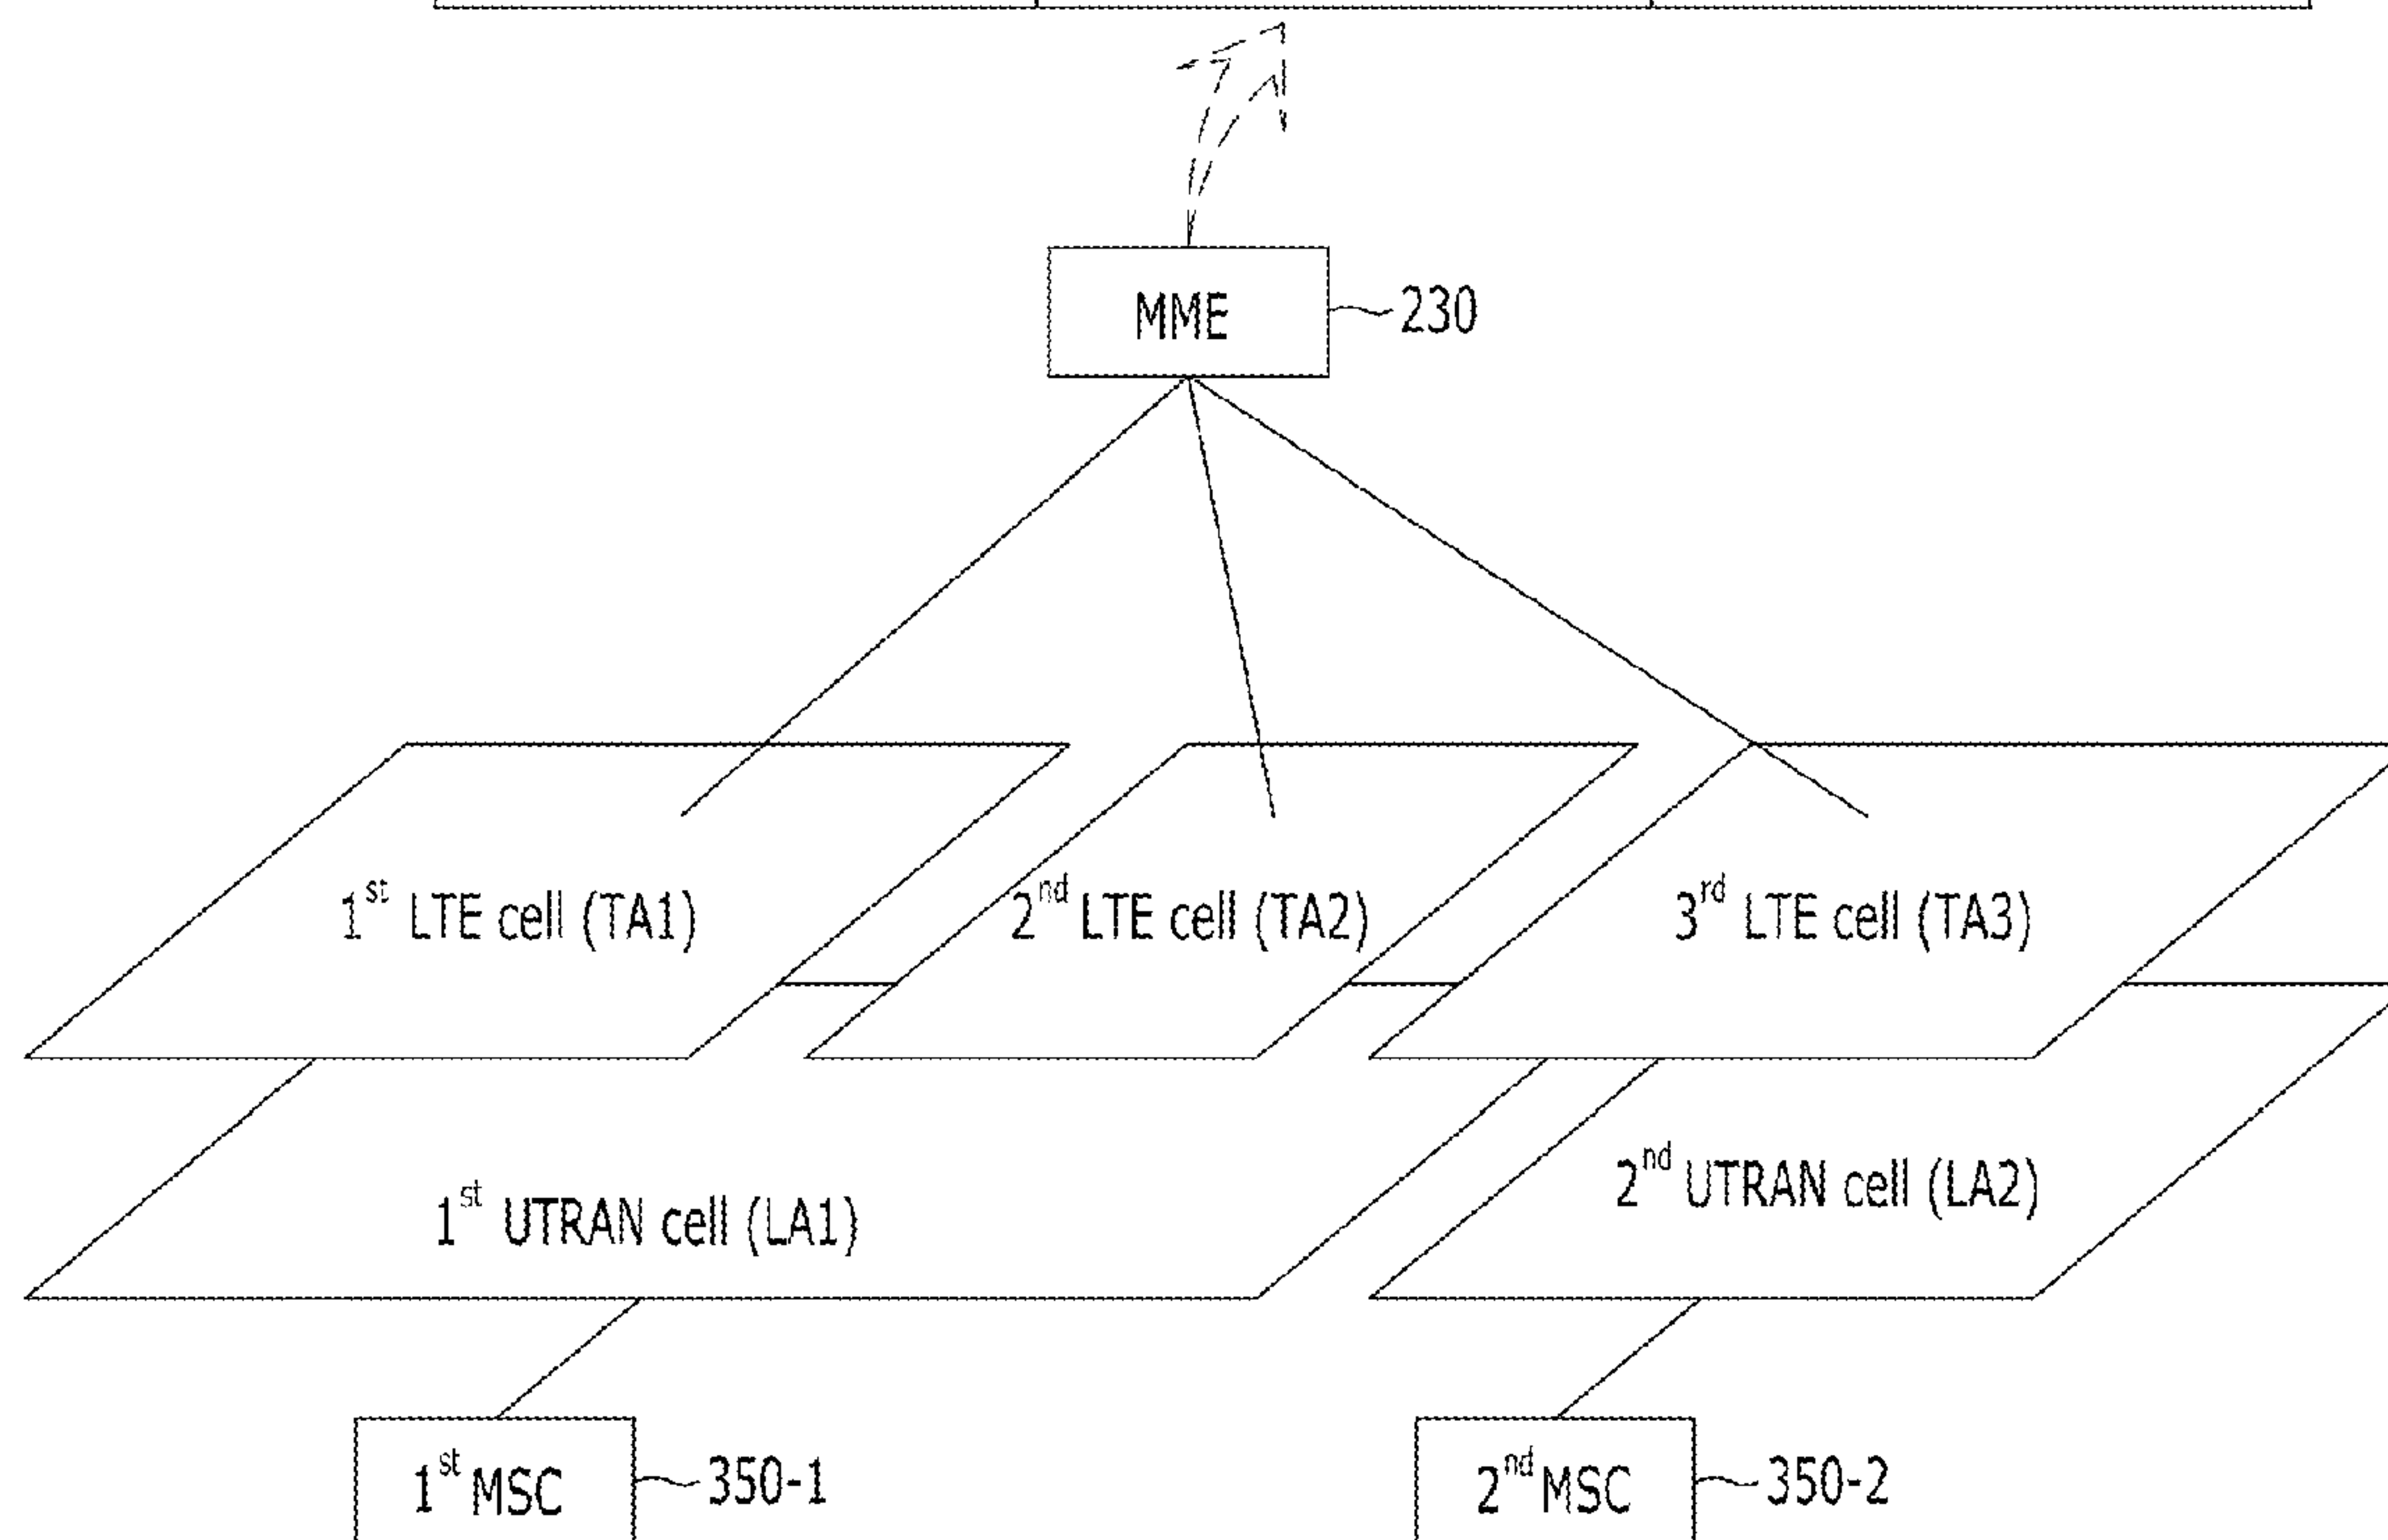 MME 230
1st LTE cell (TA1) 2nd LTE cell (TA2) 3rd LTE cell (TA3)
2nd UTRAN cell (LA2)
1st UTRAN cell (LA1)
1st MSC 350-1 2nd MSC 350-2